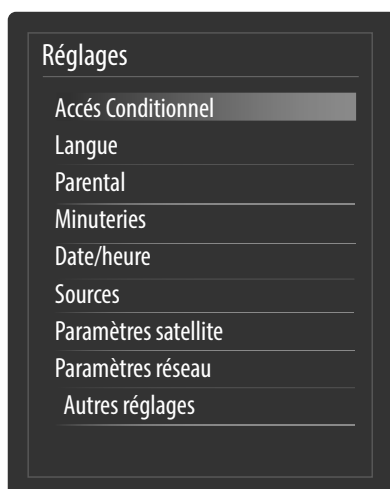 Réglages
Accés Conditionnel
Langue
Parental
Minuteries
Date/heure
Sources
Paramètres satellite
Paramètres réseau
Autres réglages